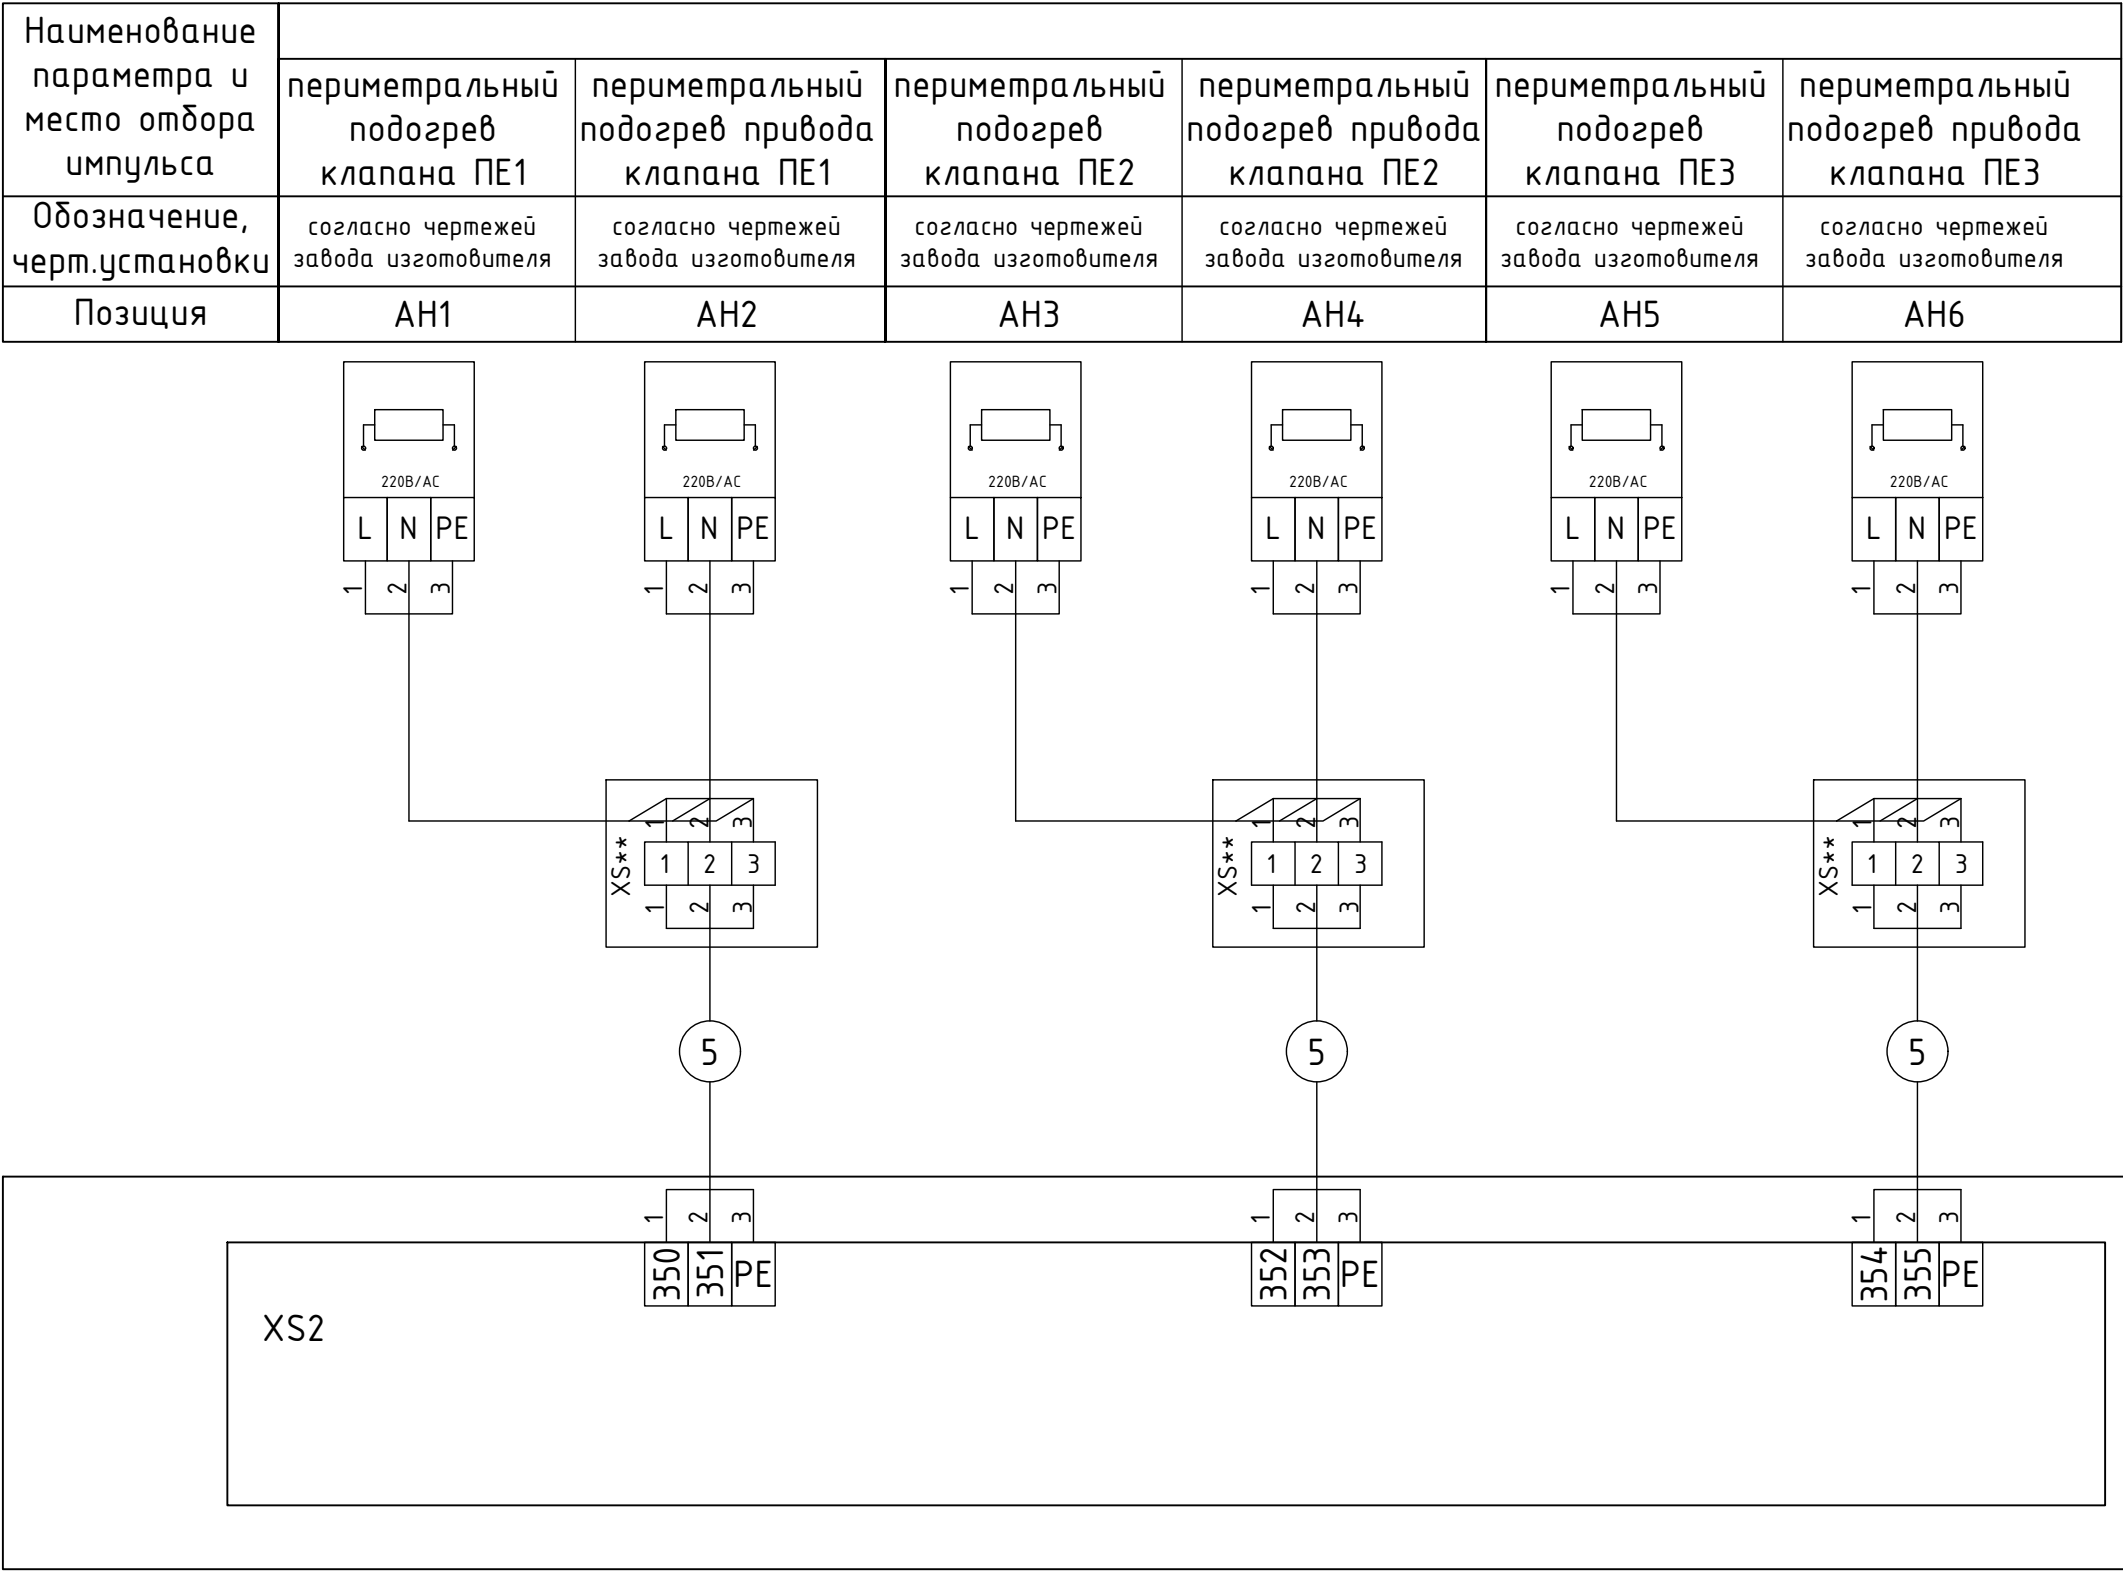 Наименование
параметра и
место отбора
импульса
периметральный
подогрев
клапана ПЕ1
периметральный
подогрев привода
клапана ПЕ1
периметральный
подогрев
клапана ПЕ2
периметральный
подогрев привода
клапана ПЕ2
периметральный
подогрев
клапана ПЕ3
периметральный
подогрев привода
клапана ПЕ3
Обозначение,
черт.установки
согласно чертежей
завода изготовителя
согласно чертежей
завода изготовителя
согласно чертежей
завода изготовителя
согласно чертежей
завода изготовителя
согласно чертежей
завода изготовителя
согласно чертежей
завода изготовителя
Позиция
АН1
АН2
АН3
АН4
АН5
АН6
220В/АС
220В/АС
220В/АС
220В/АС
220В/АС
220В/АС
L N PE
L N PE
L N PE
L N PE
L N PE
L N PE
1 2 3
1 2 3
1 2 3
1 2 3
1 2 3
1 2 3
1 2 3
1 2 3
1 2 3
XS**
1 2 3
XS**
1 2 3
XS**
1 2 3
1 2 3
1 2 3
1 2 3
5
5
5
1 2 3
1 2 3
1 2 3
350 351 PE
352 353 PE
354 355 PE
XS2